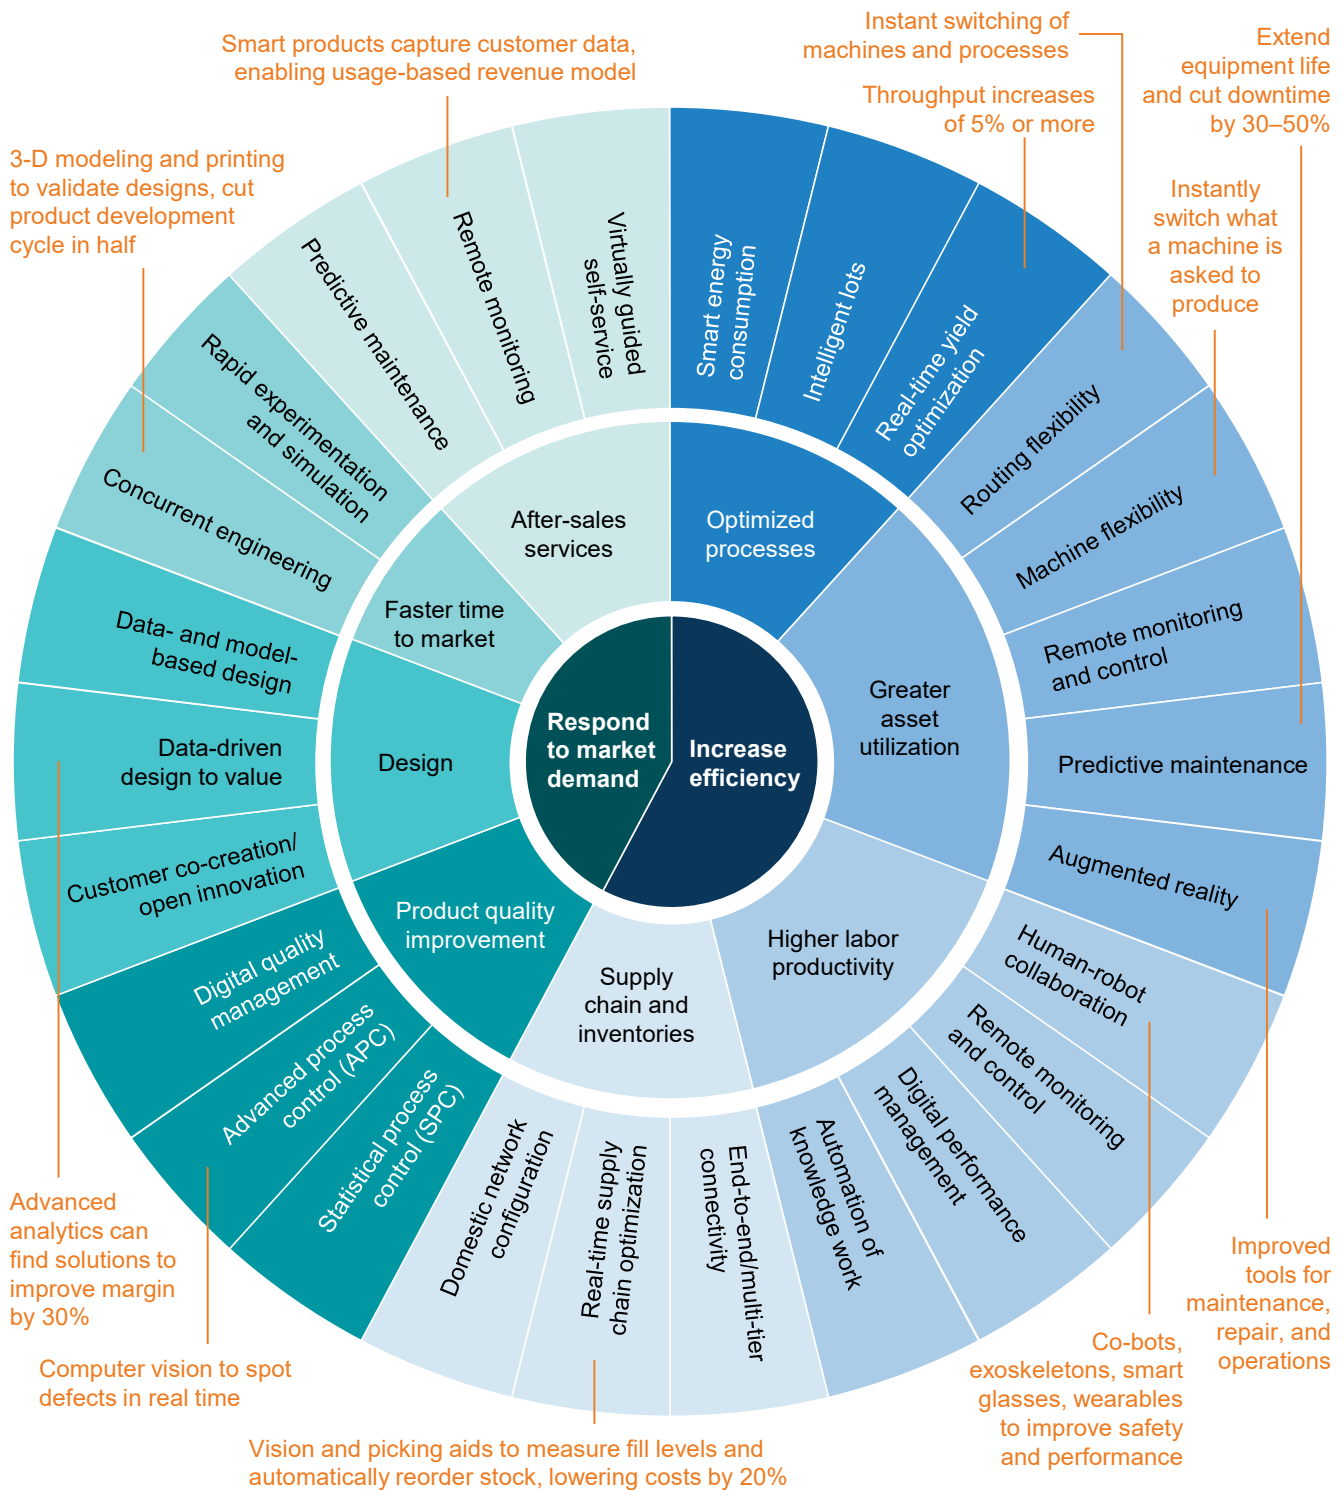 Smart products capture customer data,
enabling usage-based revenue model
Instant switching of
machines and processes
Throughput increases
of 5% or more
Extend
equipment life
and cut downtime
by 30–50%
3-D modeling and printing
to validate designs, cut
product development
cycle in half
Instantly
switch what
a machine is
asked to
produce
Smart energy
consumption
Intelligent lots
Real-time yield
optimization
Routing flexibility
Machine flexibility
Remote monitoring
and control
Predictive maintenance
Augmented reality
Human-robot
collaboration
Remote monitoring
and control
Digital performance
management
Automation of
knowledge work
End-to-end/multi-tier
connectivity
Real-time supply
chain optimization
Domestic network
configuration
Statistical process
control (SPC)
Advanced process
control (APC)
Digital quality
management
Customer co-creation/
open innovation
Data-driven
design to value
Data- and model-
based design
Concurrent engineering
Rapid experimentation
and simulation
Predictive maintenance
Remote monitoring
Virtually guided
self-service
After-sales
services
Optimized
processes
Faster time
to market
Greater
asset
utilization
Design
Respond
to market
demand
Increase
efficiency
Product quality
improvement
Higher labor
productivity
Supply
chain and
inventories
Advanced
analytics can
find solutions to
improve margin
by 30%
Computer vision to spot
defects in real time
Vision and picking aids to measure fill levels and
automatically reorder stock, lowering costs by 20%
Co-bots,
exoskeletons, smart
glasses, wearables
to improve safety
and performance
Improved
tools for
maintenance,
repair, and
operations